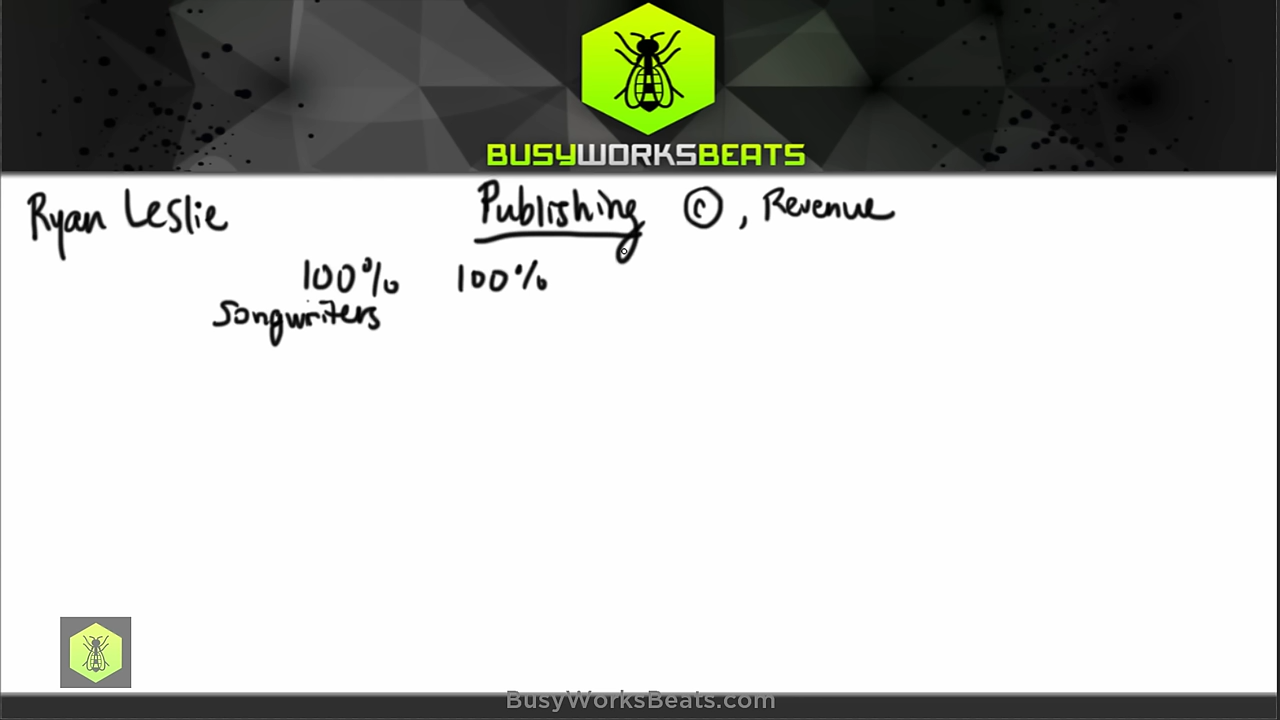 BUSYWORKSBEATS
Ryan Leslie Publishing © , Revenue
100% 100%
Songwriters
BusyWorksBeats.com